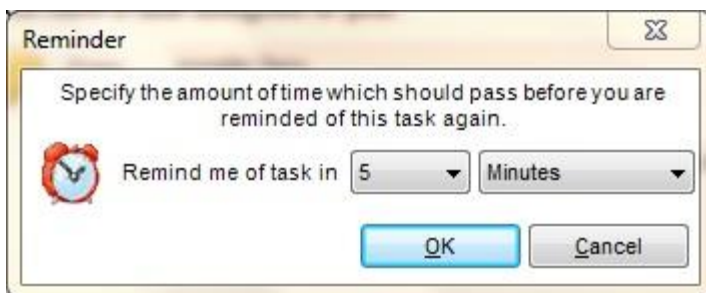 Reminder
Specify the amount of time which should pass before you are
reminded of this task again.
Remind me of task in 5 Minutes
OK Cancel